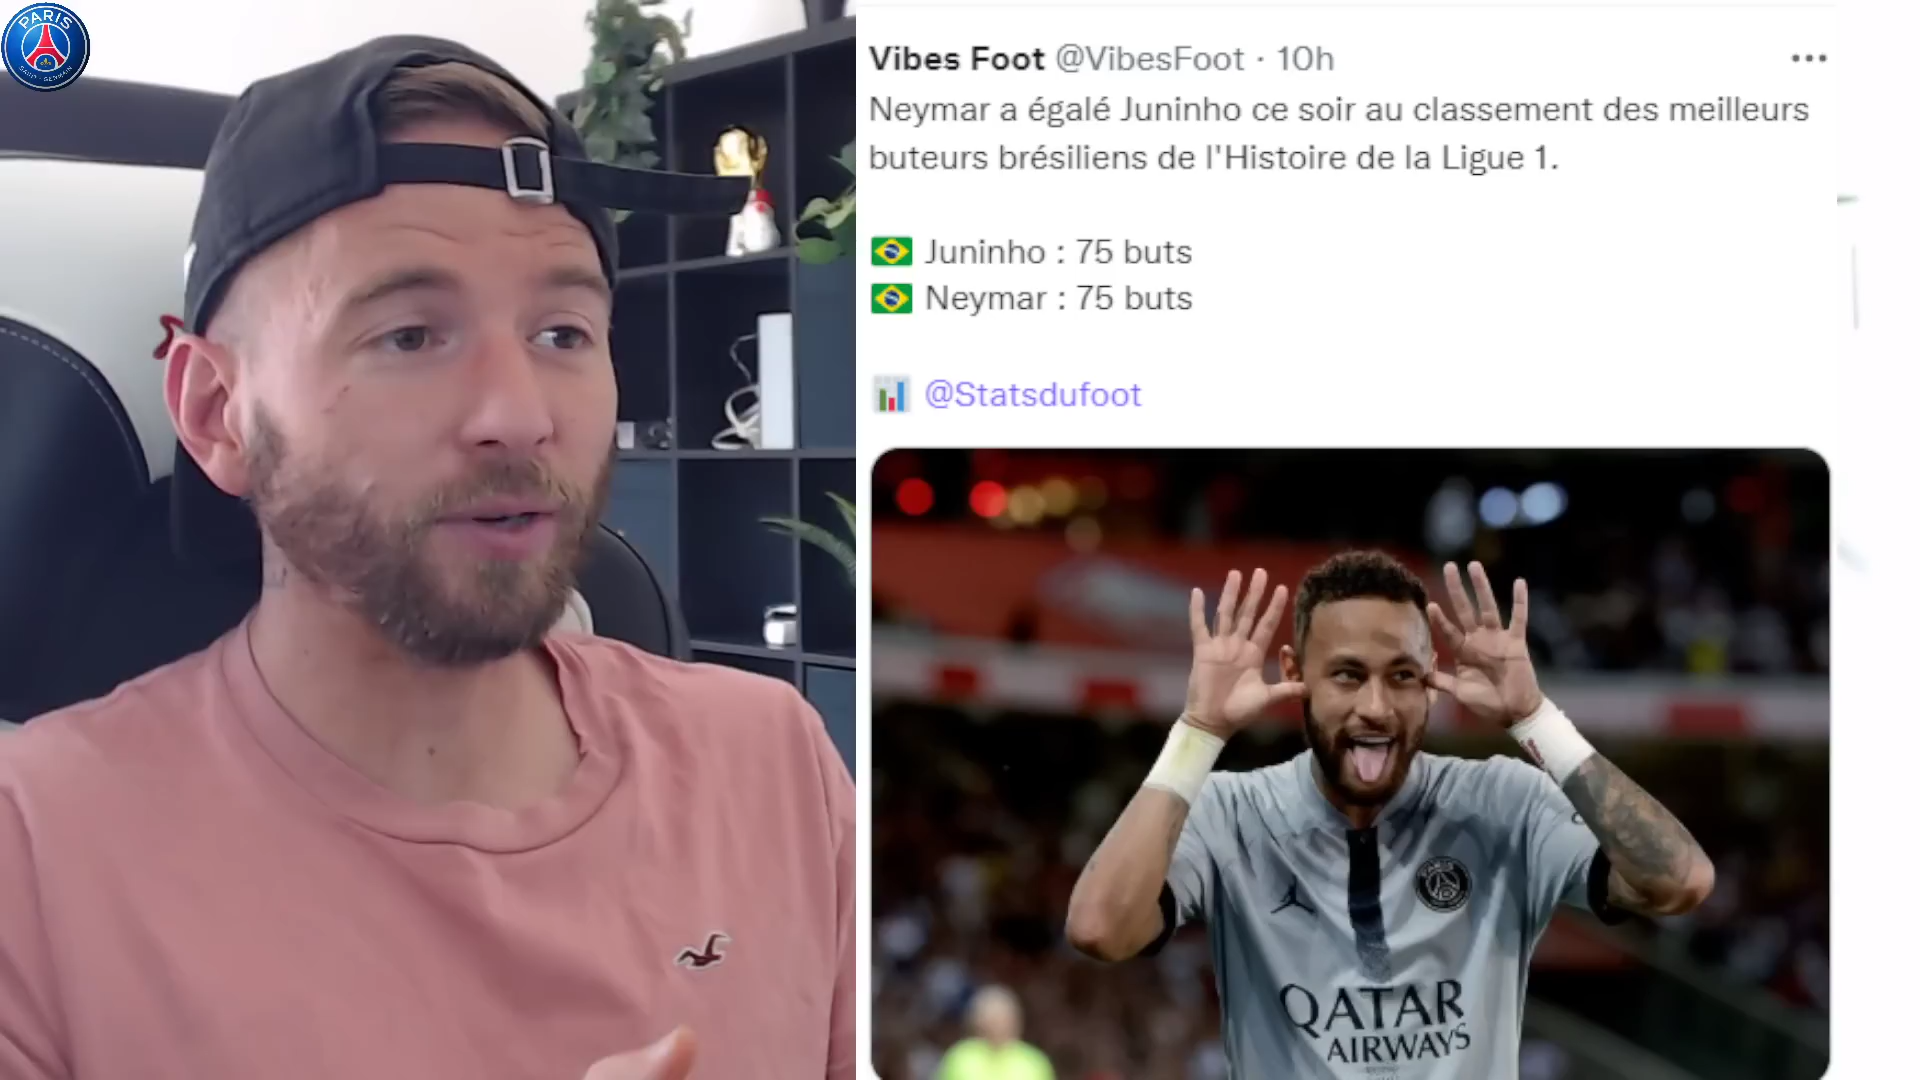 PARIS
SAINT-GERMAIN
Vibes Foot @VibesFoot · 10h
Neymar a égalé Juninho ce soir au classement des meilleurs
buteurs brésiliens de l'Histoire de la Ligue 1.
Juninho : 75 buts
Neymar : 75 buts
@Statsdufoot
PARIS
QATAR
AIRWAYS